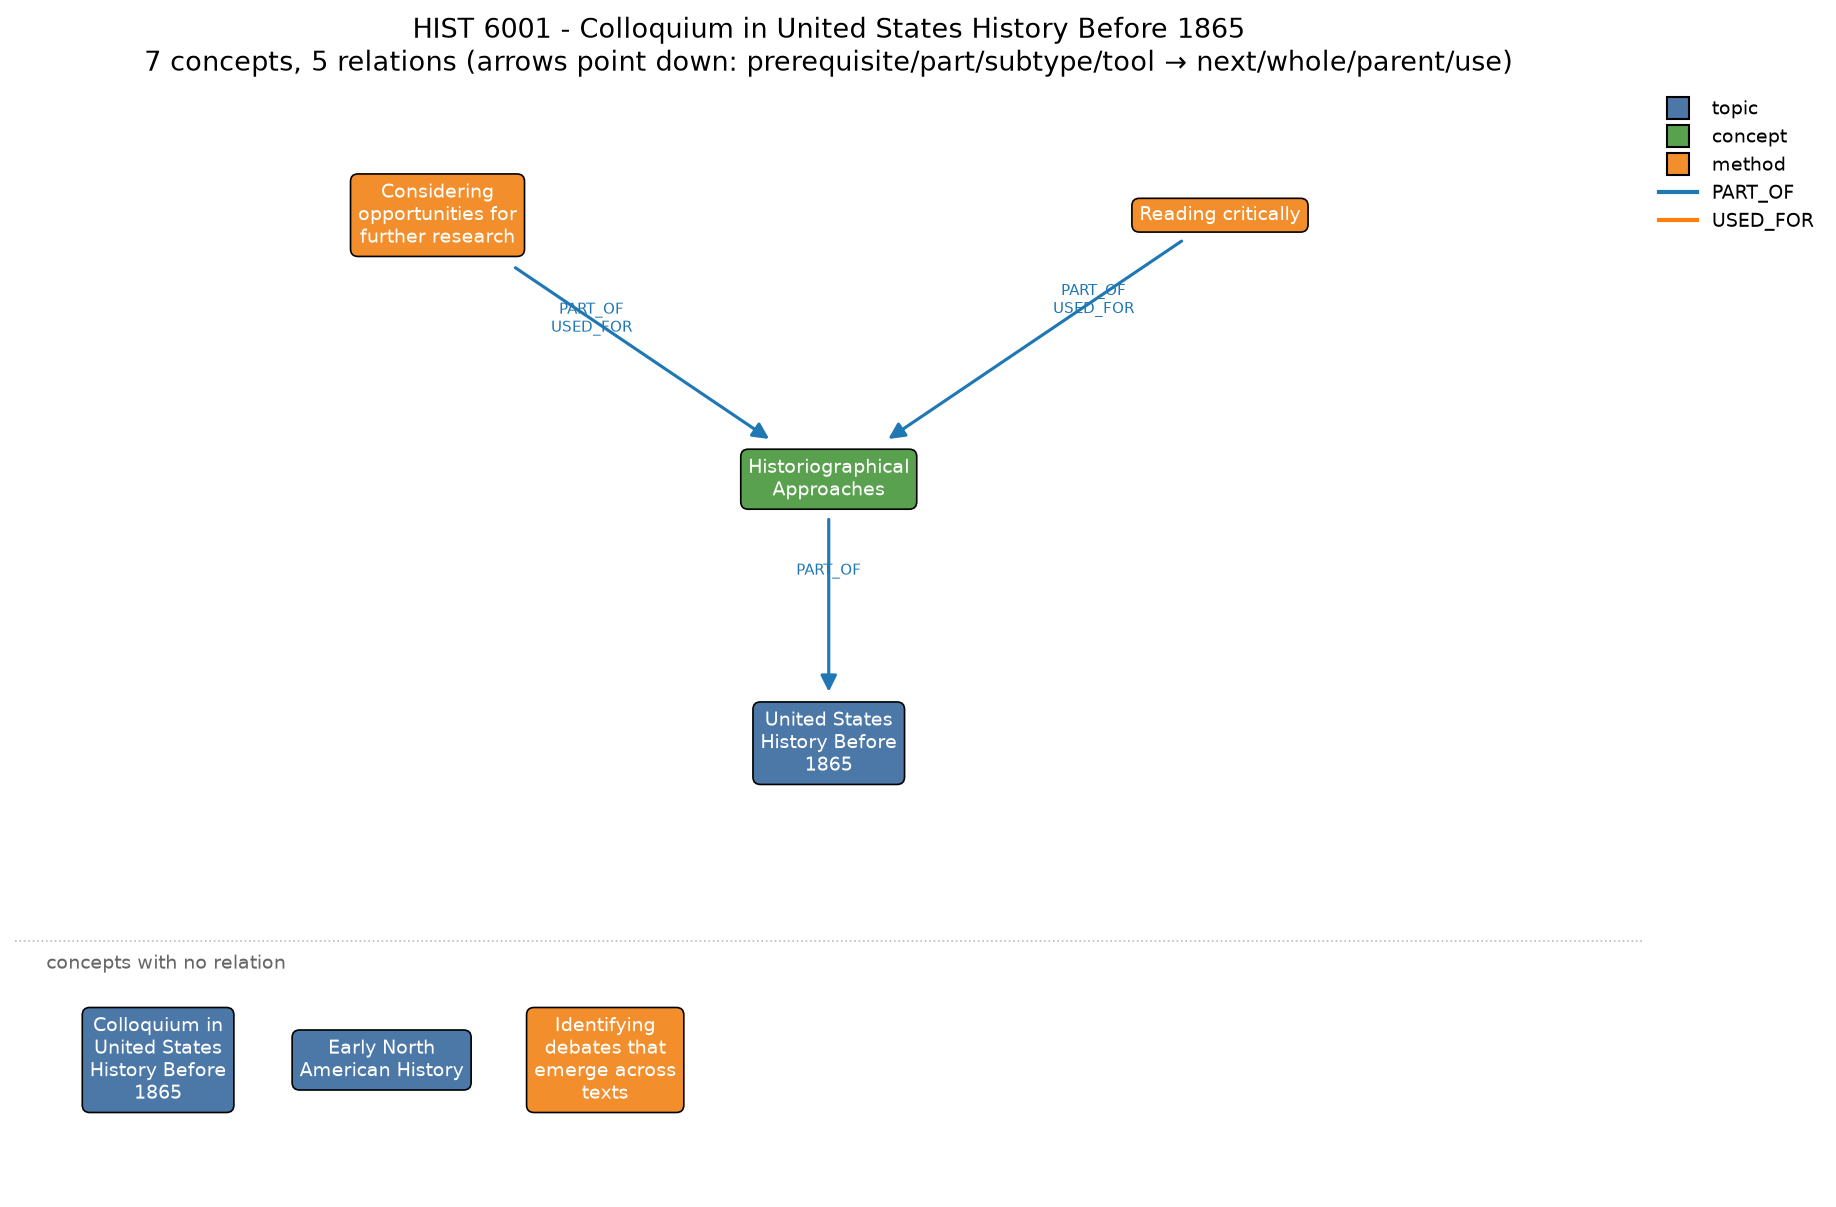 HIST 6001 - Colloquium in United States History Before 1865
7 concepts, 5 relations (arrows point down: prerequisite/part/subtype/tool → next/whole/parent/use)
topic
concept
method
PART_OF
USED_FOR
Considering
opportunities for
further research
Reading critically
PART_OF
USED_FOR
PART_OF
USED_FOR
Historiographical
Approaches
PART_OF
United States
History Before
1865
concepts with no relation
Colloquium in
United States
History Before
1865
Early North
American History
Identifying
debates that
emerge across
texts